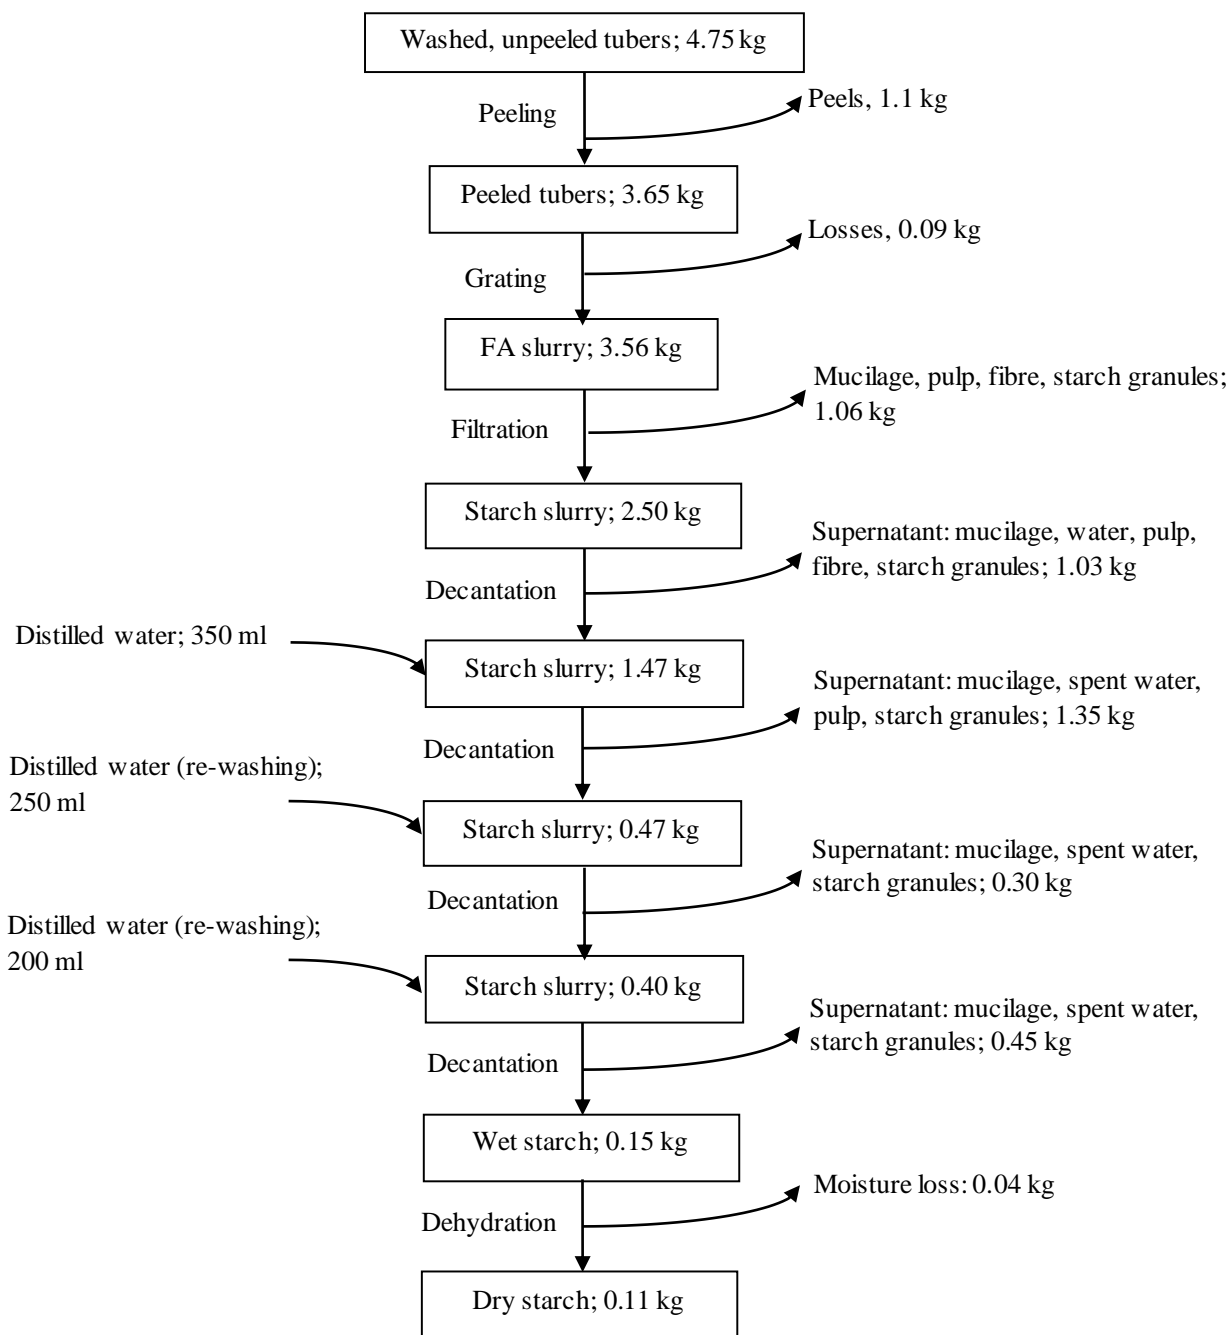 Washed, unpeeled tubers; 4.75 kg
Peeling
Peels, 1.1 kg
Peeled tubers; 3.65 kg
Losses, 0.09 kg
Grating
FA slurry; 3.56 kg
Mucilage, pulp, fibre, starch granules;
1.06 kg
Filtration
Starch slurry; 2.50 kg
Supernatant: mucilage, water, pulp,
fibre, starch granules; 1.03 kg
Decantation
Distilled water; 350 ml
Starch slurry; 1.47 kg
Supernatant: mucilage, spent water,
pulp, starch granules; 1.35 kg
Decantation
Distilled water (re-washing);
250 ml
Starch slurry; 0.47 kg
Supernatant: mucilage, spent water,
starch granules; 0.30 kg
Decantation
Distilled water (re-washing);
200 ml
Starch slurry; 0.40 kg
Supernatant: mucilage, spent water,
starch granules; 0.45 kg
Decantation
Wet starch; 0.15 kg
Moisture loss: 0.04 kg
Dehydration
Dry starch; 0.11 kg